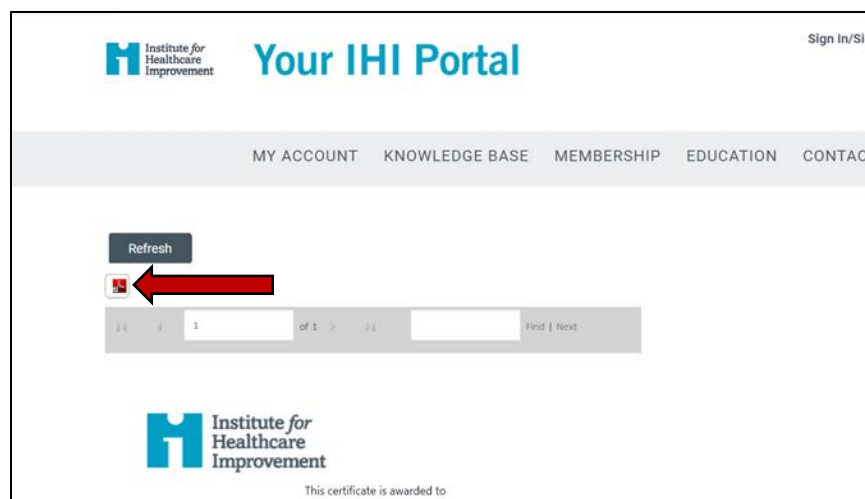 Institute for
Healthcare
Improvement
Your IHI Portal
Sign In/Si
MY ACCOUNT KNOWLEDGE BASE MEMBERSHIP EDUCATION CONTAC
Refresh
1 of 1 Find | Next
Institute for
Healthcare
Improvement
This certificate is awarded to